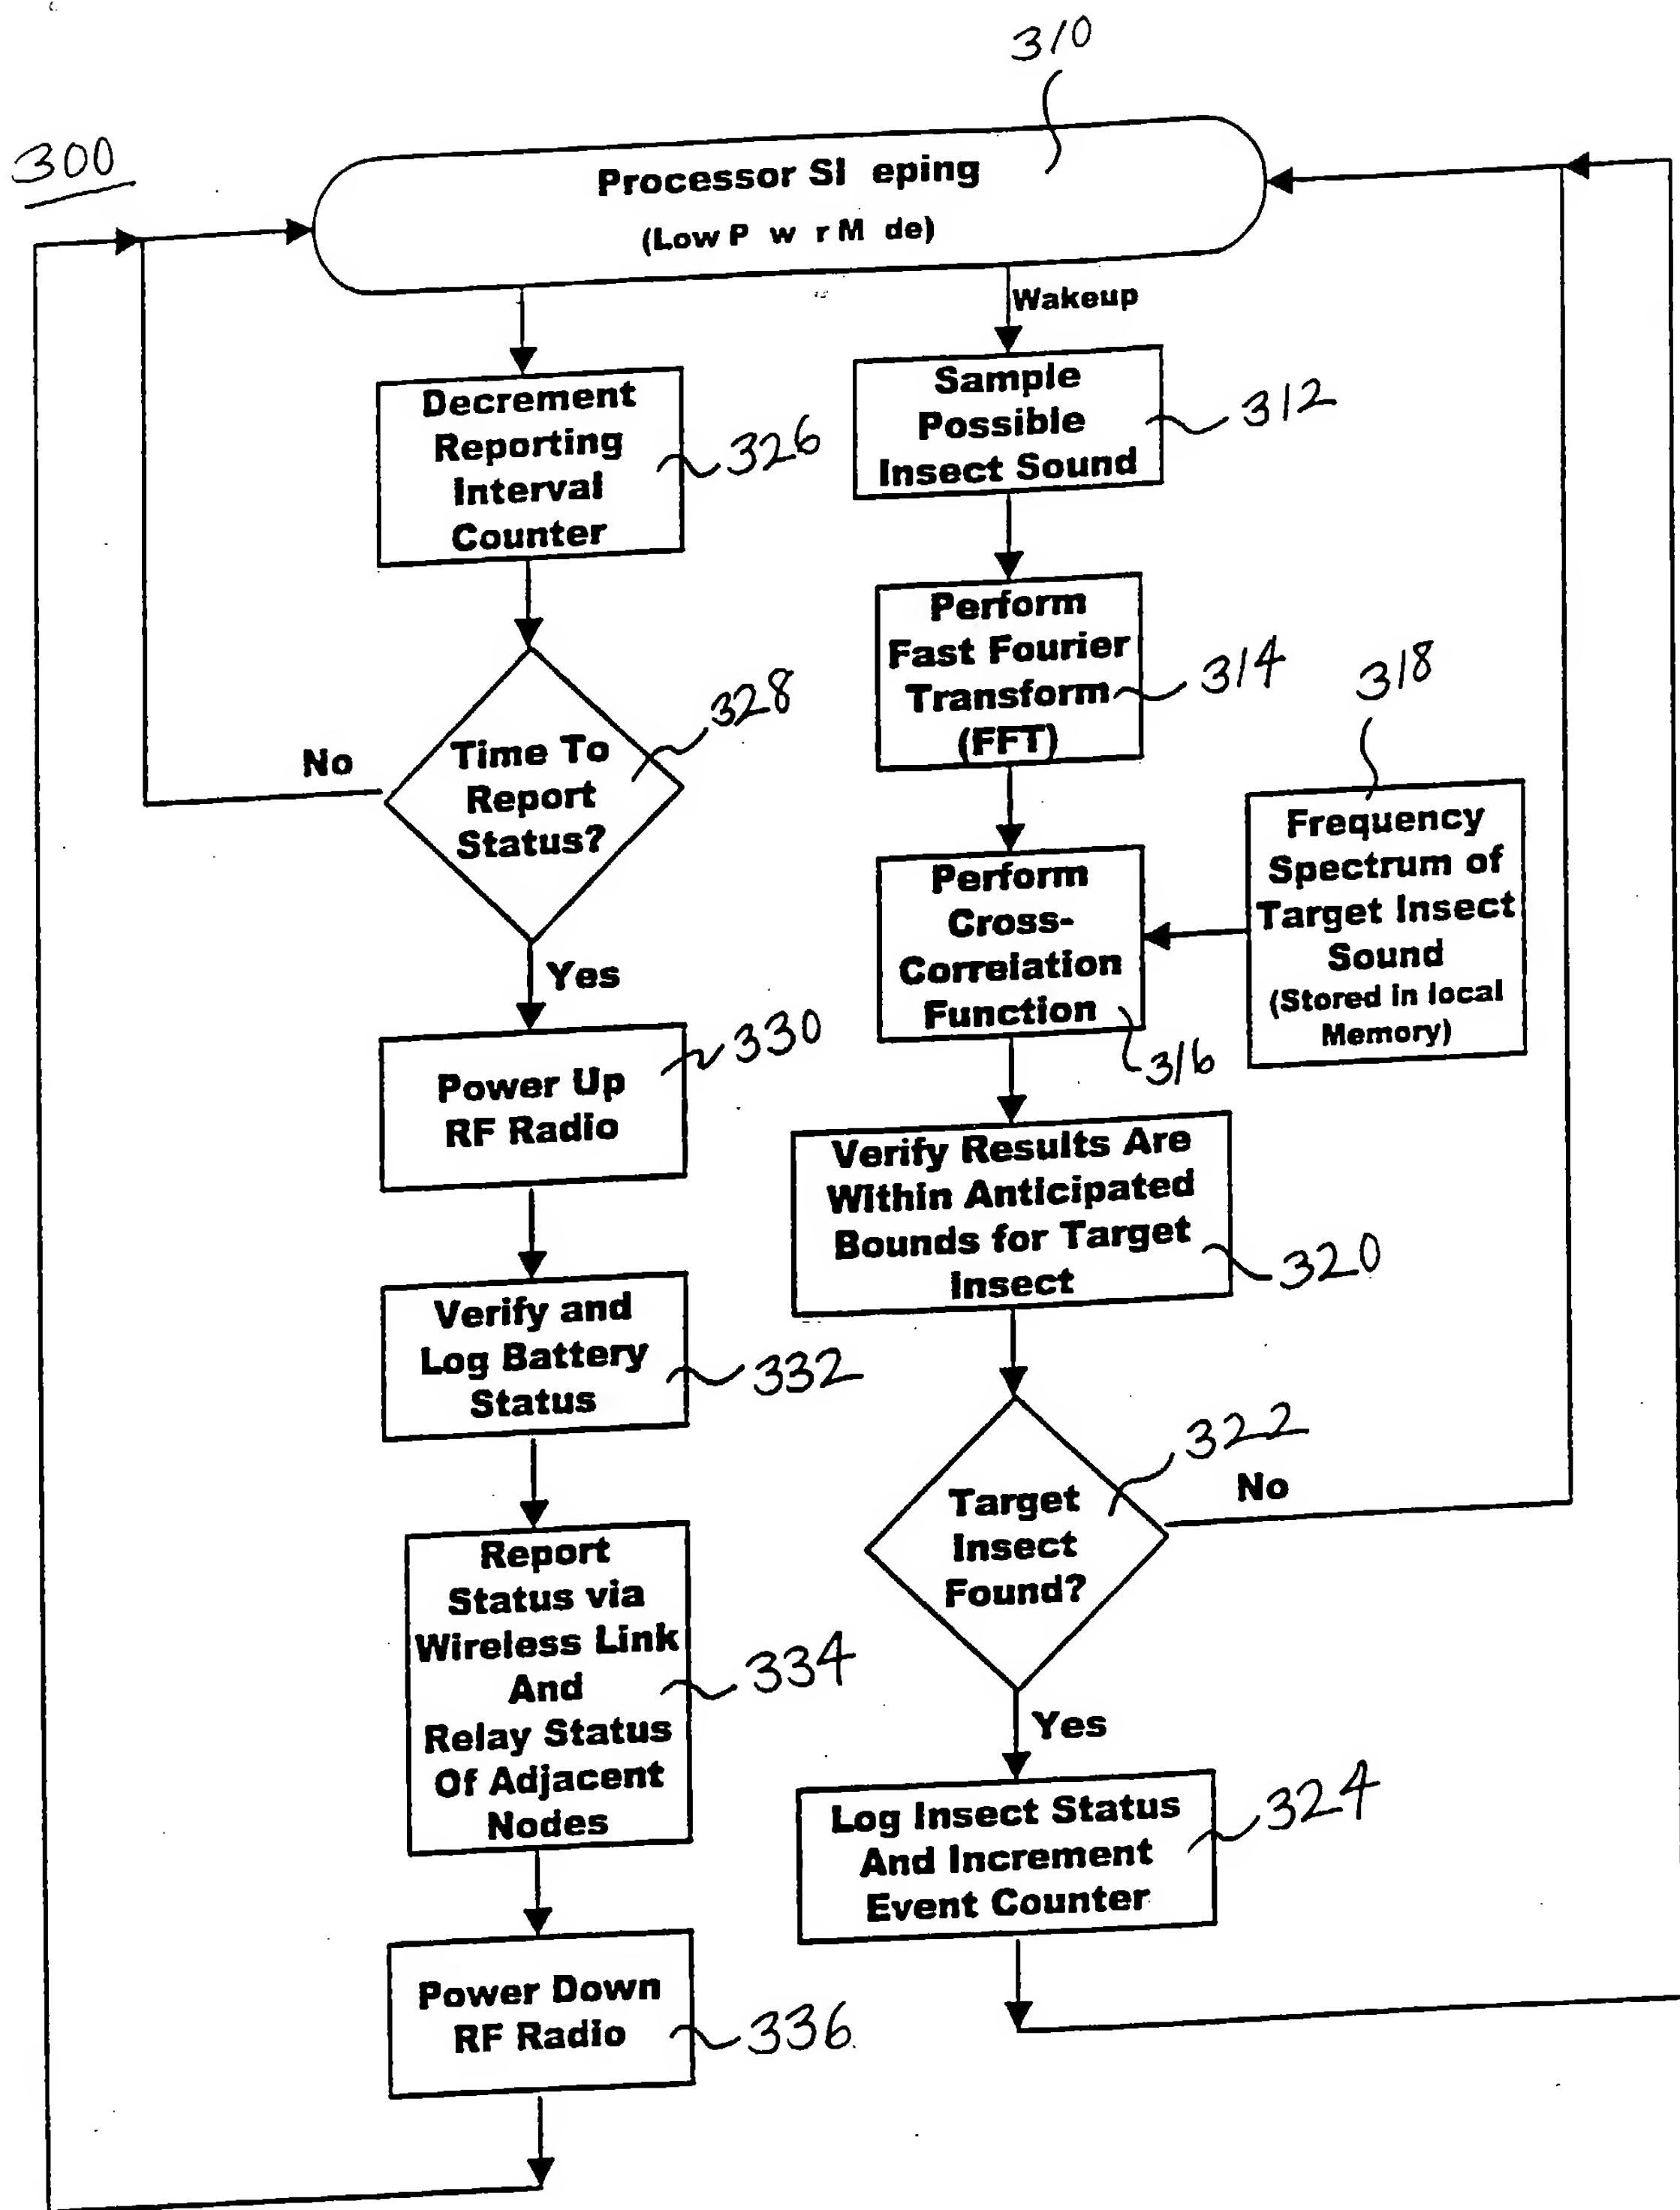 310
300
Processor Sl eping
(Low P w r M de)
Wakeup
Decrement
Reporting
Interval
Counter
326
Sample
Possible
Insect Sound
312
Perform
Fast Fourier
Transform
(FFT)
314
318
Time To
Report
Status?
328
No
Yes
Perform
Cross-
Correlation
Function
316
Frequency
Spectrum of
Target Insect
Sound
(Stored in local
Memory)
Power Up
RF Radio
330
Verify Results Are
Within Anticipated
Bounds for Target
Insect
320
Verify and
Log Battery
Status
332
Target
Insect
Found?
322
No
Yes
Report
Status via
Wireless Link
And
Relay Status
Of Adjacent
Nodes
334
Log Insect Status
And Increment
Event Counter
324
Power Down
RF Radio
336